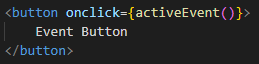 <button onclick={activeEvent()}>
    Event Button
</button>